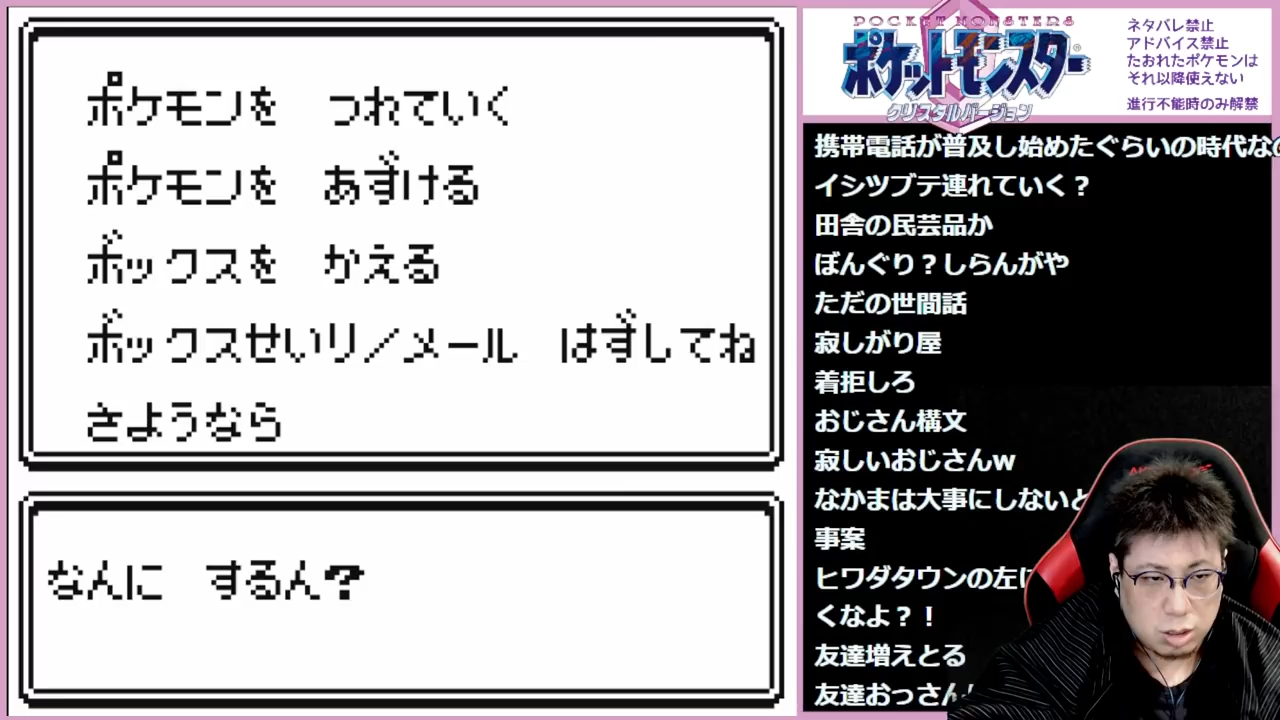 ポケモンを つれていく
ポケモンを あずける
ボックスを かえる
ボックスせいり/メール はずしてね
さようなら
なんに するん?
POCKET MONSTERS
ポケットモンスター
クリスタルバージョン
ネタバレ禁止
アドバイス禁止
たおれたポケモンは
それ以降使えない
進行不能時のみ解禁
携帯電話が普及し始めたぐらいの時代な
イシツブテ連れていく？
田舎の民芸品か
ぼんぐり？しらんがや
ただの世間話
寂しがり屋
着拒しろ
おじさん構文
寂しいおじさんw
なかまは大事にしないと
事案
ヒワダタウンの左に
くなよ？！
友達増えとる
友達おっさん